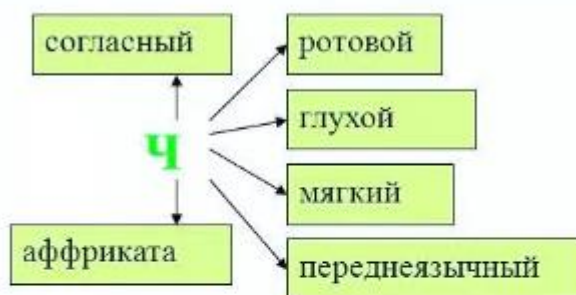 согласный
ротовой
глухой
ч
мягкий
аффриката
переднеязычный